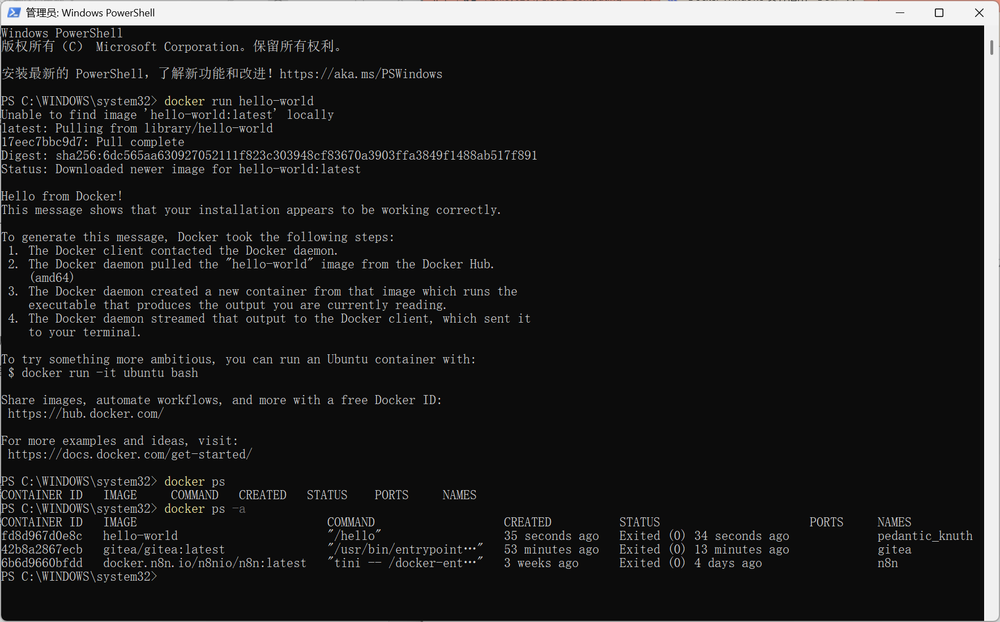 管理员: Windows PowerShell
Windows PowerShell
版权所有（C） Microsoft Corporation。保留所有权利。
安装最新的 PowerShell，了解新功能和改进！https://aka.ms/PSWindows
PS C:\WINDOWS\system32> docker run hello-world
Unable to find image 'hello-world:latest' locally
latest: Pulling from library/hello-world
17eec7bbc9d7: Pull complete
Digest: sha256:6dc565aa630927052111f823c303948cf83670a3903ffa3849f1488ab517f891
Status: Downloaded newer image for hello-world:latest
Hello from Docker!
This message shows that your installation appears to be working correctly.
To generate this message, Docker took the following steps:
1. The Docker client contacted the Docker daemon.
2. The Docker daemon pulled the "hello-world" image from the Docker Hub.
(amd64)
3. The Docker daemon created a new container from that image which runs the
executable that produces the output you are currently reading.
4. The Docker daemon streamed that output to the Docker client, which sent it
to your terminal.
To try something more ambitious, you can run an Ubuntu container with:
$ docker run -it ubuntu bash
Share images, automate workflows, and more with a free Docker ID:
https://hub.docker.com/
For more examples and ideas, visit:
https://docs.docker.com/get-started/
PS C:\WINDOWS\system32> docker ps
CONTAINER ID   IMAGE     COMMAND   CREATED   STATUS    PORTS     NAMES
PS C:\WINDOWS\system32> docker ps -a
CONTAINER ID   IMAGE                            COMMAND                   CREATED          STATUS                      PORTS     NAMES
fd8d967d0e8c   hello-world                      "/hello"                  35 seconds ago   Exited (0) 34 seconds ago             pedantic_knuth
42b8a2867ecb   gitea/gitea:latest               "/usr/bin/entrypoint…"   53 minutes ago   Exited (0) 13 minutes ago             gitea
6b6d9660bfdd   docker.n8n.io/n8nio/n8n:latest   "tini -- /docker-ent…"   3 weeks ago      Exited (0) 4 days ago                 n8n
PS C:\WINDOWS\system32>